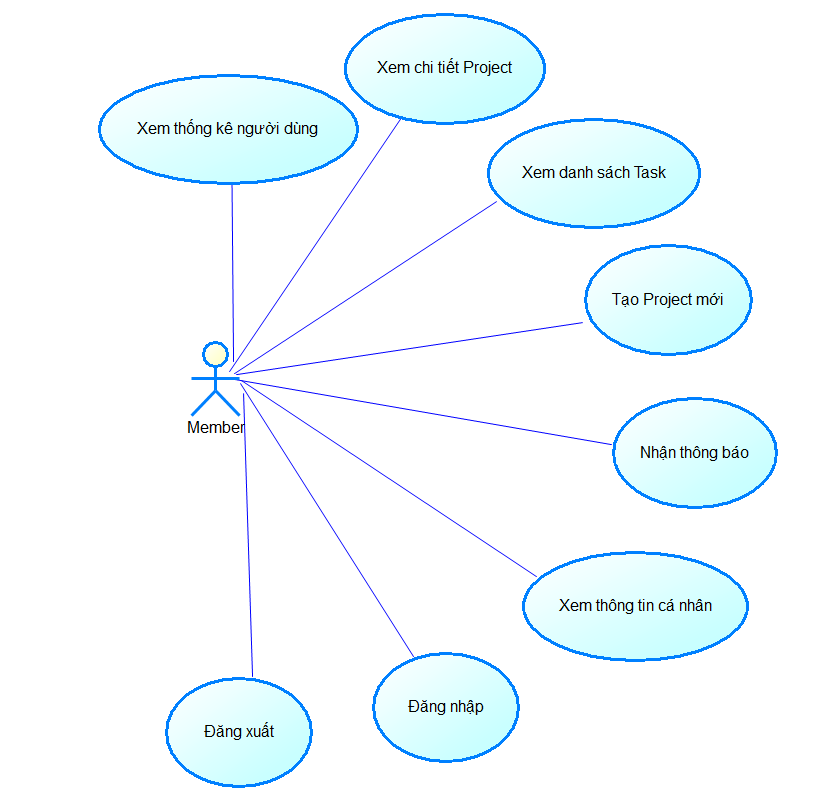 Xem chi tiết Project
Xem thống kê người dùng
Xem danh sách Task
Tạo Project mới
Member
Nhận thông báo
Xem thông tin cá nhân
Đăng nhập
Đăng xuất